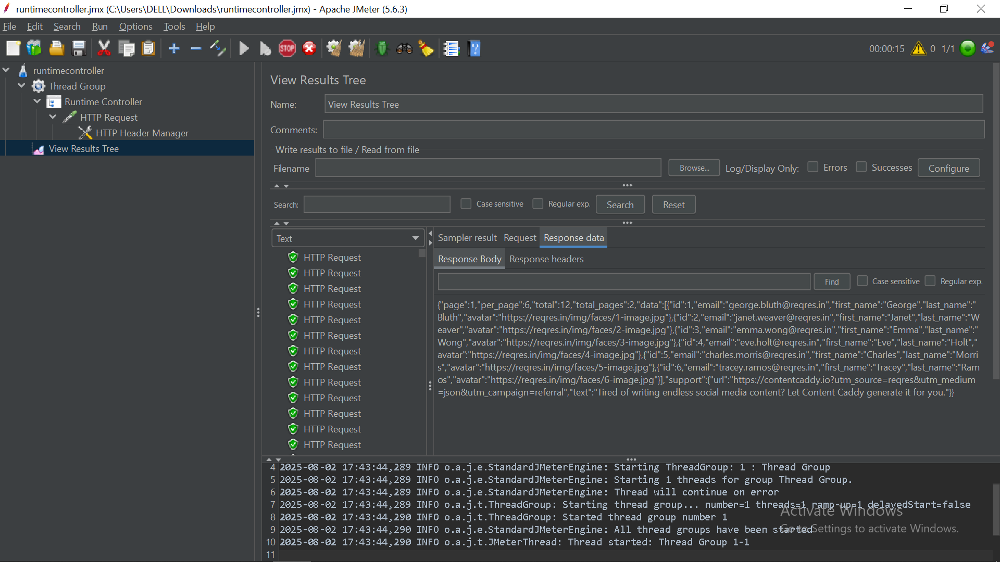 runtimecontroller.jmx (C:\Users\DELL\Downloads\runtimecontroller.jmx) - Apache JMeter (5.6.3)
File Edit Search Run Options Tools Help
STOP
00:00:15 0 1/1
runtimecontroller
Thread Group
Runtime Controller
HTTP Request
HTTP Header Manager
View Results Tree
View Results Tree
Name: View Results Tree
Comments:
Write results to file / Read from file
Filename Browse... Log/Display Only: Errors Successes Configure
Search: Case sensitive Regular exp. Search Reset
Text
HTTP Request
HTTP Request
HTTP Request
HTTP Request
HTTP Request
HTTP Request
HTTP Request
HTTP Request
HTTP Request
HTTP Request
HTTP Request
HTTP Request
HTTP Request
Sampler result Request Response data
Response Body Response headers
Find Case sensitive Regular exp.
{"page":1,"per_page":6,"total":12,"total_pages":2,"data":[{"id":1,"email":"george.bluth@reqres.in","first_name":"George","last_name":"
Bluth","avatar":"https://reqres.in/img/faces/1-image.jpg"},{"id":2,"email":"janet.weaver@reqres.in","first_name":"Janet","last_name":"W
eaver","avatar":"https://reqres.in/img/faces/2-image.jpg"},{"id":3,"email":"emma.wong@reqres.in","first_name":"Emma","last_name":"
Wong","avatar":"https://reqres.in/img/faces/3-image.jpg"},{"id":4,"email":"eve.holt@reqres.in","first_name":"Eve","last_name":"Holt","
avatar":"https://reqres.in/img/faces/4-image.jpg"},{"id":5,"email":"charles.morris@reqres.in","first_name":"Charles","last_name":"Morri
s","avatar":"https://reqres.in/img/faces/5-image.jpg"},{"id":6,"email":"tracey.ramos@reqres.in","first_name":"Tracey","last_name":"Ram
os","avatar":"https://reqres.in/img/faces/6-image.jpg"}],"support":{"url":"https://contentcaddy.io?utm_source=reqres&utm_medium
=json&utm_campaign=referral","text":"Tired of writing endless social media content? Let Content Caddy generate it for you."}}
4 2025-08-02 17:43:44,289 INFO o.a.j.e.StandardJMeterEngine: Starting ThreadGroup: 1 : Thread Group
5 2025-08-02 17:43:44,289 INFO o.a.j.e.StandardJMeterEngine: Starting 1 threads for group Thread Group.
6 2025-08-02 17:43:44,289 INFO o.a.j.e.StandardJMeterEngine: Thread will continue on error
7 2025-08-02 17:43:44,289 INFO o.a.j.t.ThreadGroup: Starting thread group... number=1 threads=1 ramp-up=1 delayedStart=false
8 2025-08-02 17:43:44,290 INFO o.a.j.t.ThreadGroup: Started thread group number 1
9 2025-08-02 17:43:44,290 INFO o.a.j.e.StandardJMeterEngine: All thread groups have been started
10 2025-08-02 17:43:44,290 INFO o.a.j.t.JMeterThread: Thread started: Thread Group 1-1
11
Activate Windows
Go to Settings to activate Windows.